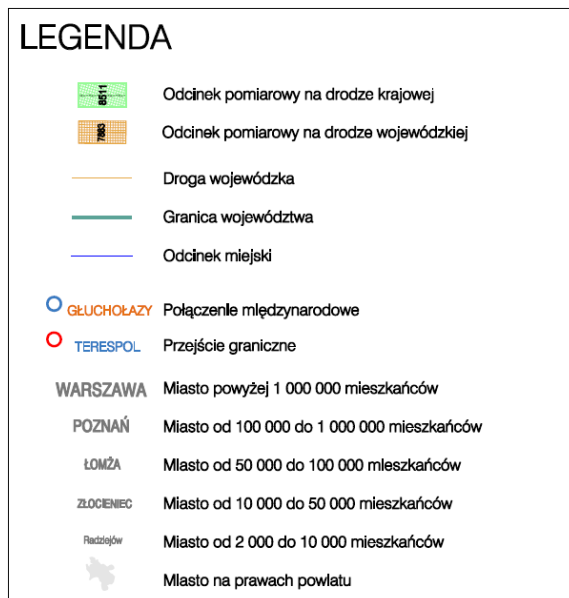 LEGENDA
8511 Odcinek pomiarowy na drodze krajowej
7863 Odcinek pomiarowy na drodze wojewódzkiej
Droga wojewódzka
Granica województwa
Odcinek miejski
GŁUCHOŁAZY Połączenie międzynarodowe
TERESPOL Przejście graniczne
WARSZAWA Miasto powyżej 1 000 000 mieszkańców
POZNAŃ Miasto od 100 000 do 1 000 000 mieszkańców
ŁOMŻA Miasto od 50 000 do 100 000 mieszkańców
ZŁOCIENIEC Miasto od 10 000 do 50 000 mieszkańców
Radziejów Miasto od 2 000 do 10 000 mieszkańców
Miasto na prawach powiatu